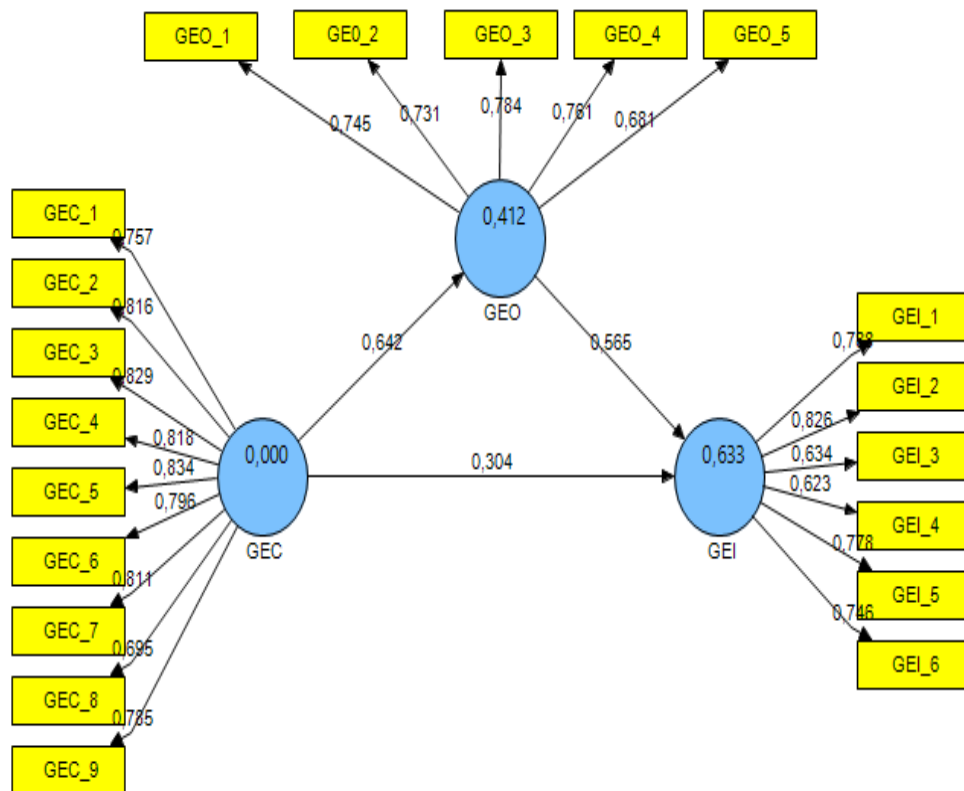 GEO_1
GE0_2
GEO_3
GEO_4
GEO_5
0,745
0,731
0,784
0,761
0,681
0,412
GEO
GEC_1
GEC_2
GEC_3
GEC_4
GEC_5
GEC_6
GEC_7
GEC_8
GEC_9
0,757
0,816
0,829
0,818
0,834
0,796
0,811
0,695
0,785
0,642
0,565
0,304
0,000
GEC
0,633
GEI
0,826
0,634
0,623
0,778
0,746
GEI_1
GEI_2
GEI_3
GEI_4
GEI_5
GEI_6